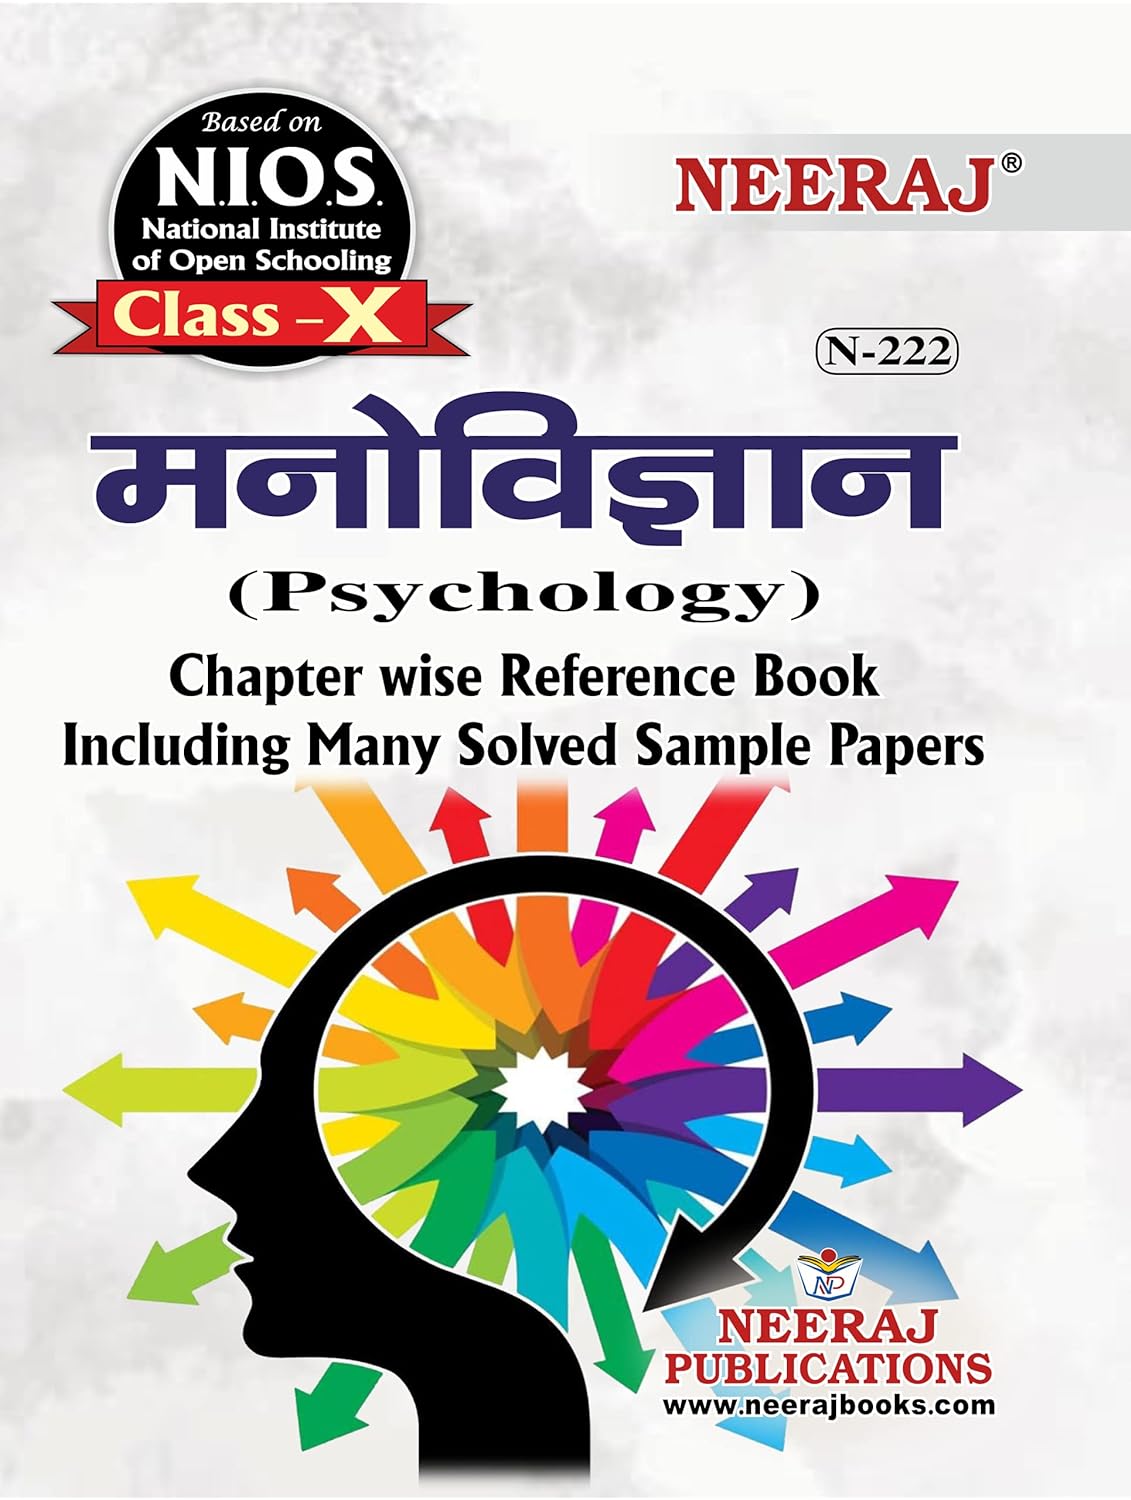 Based on
N.I.O.S.
National Institute
of Open Schooling
Class – X
NEERAJ®
N-222
मनोविज्ञान
(Psychology)
Chapter wise Reference Book
Including Many Solved Sample Papers
NP
NEERAJ
PUBLICATIONS
www.neerajbooks.com